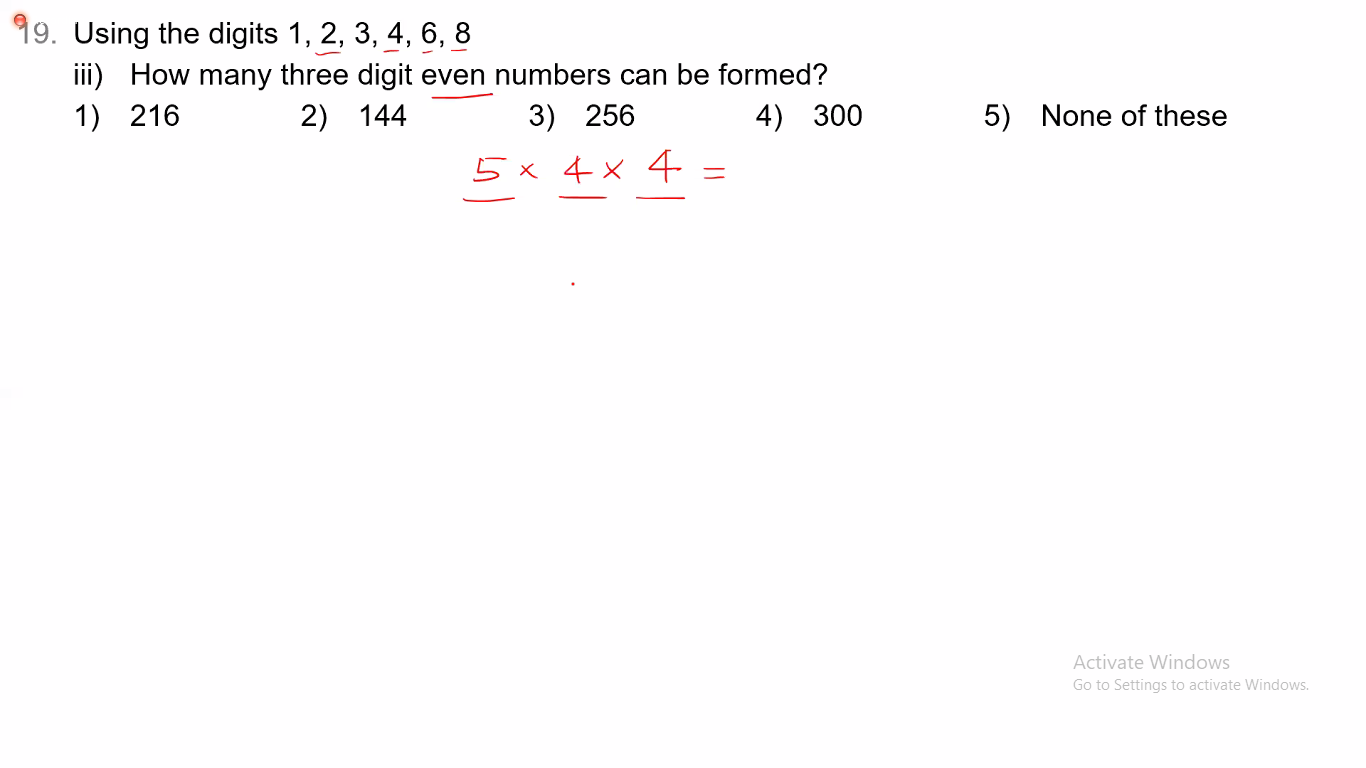 19. Using the digits 1, 2, 3, 4, 6, 8
iii) How many three digit even numbers can be formed?
1) 216 2) 144 3) 256 4) 300 5) None of these
5 × 4 × 4 =
Activate Windows
Go to Settings to activate Windows.